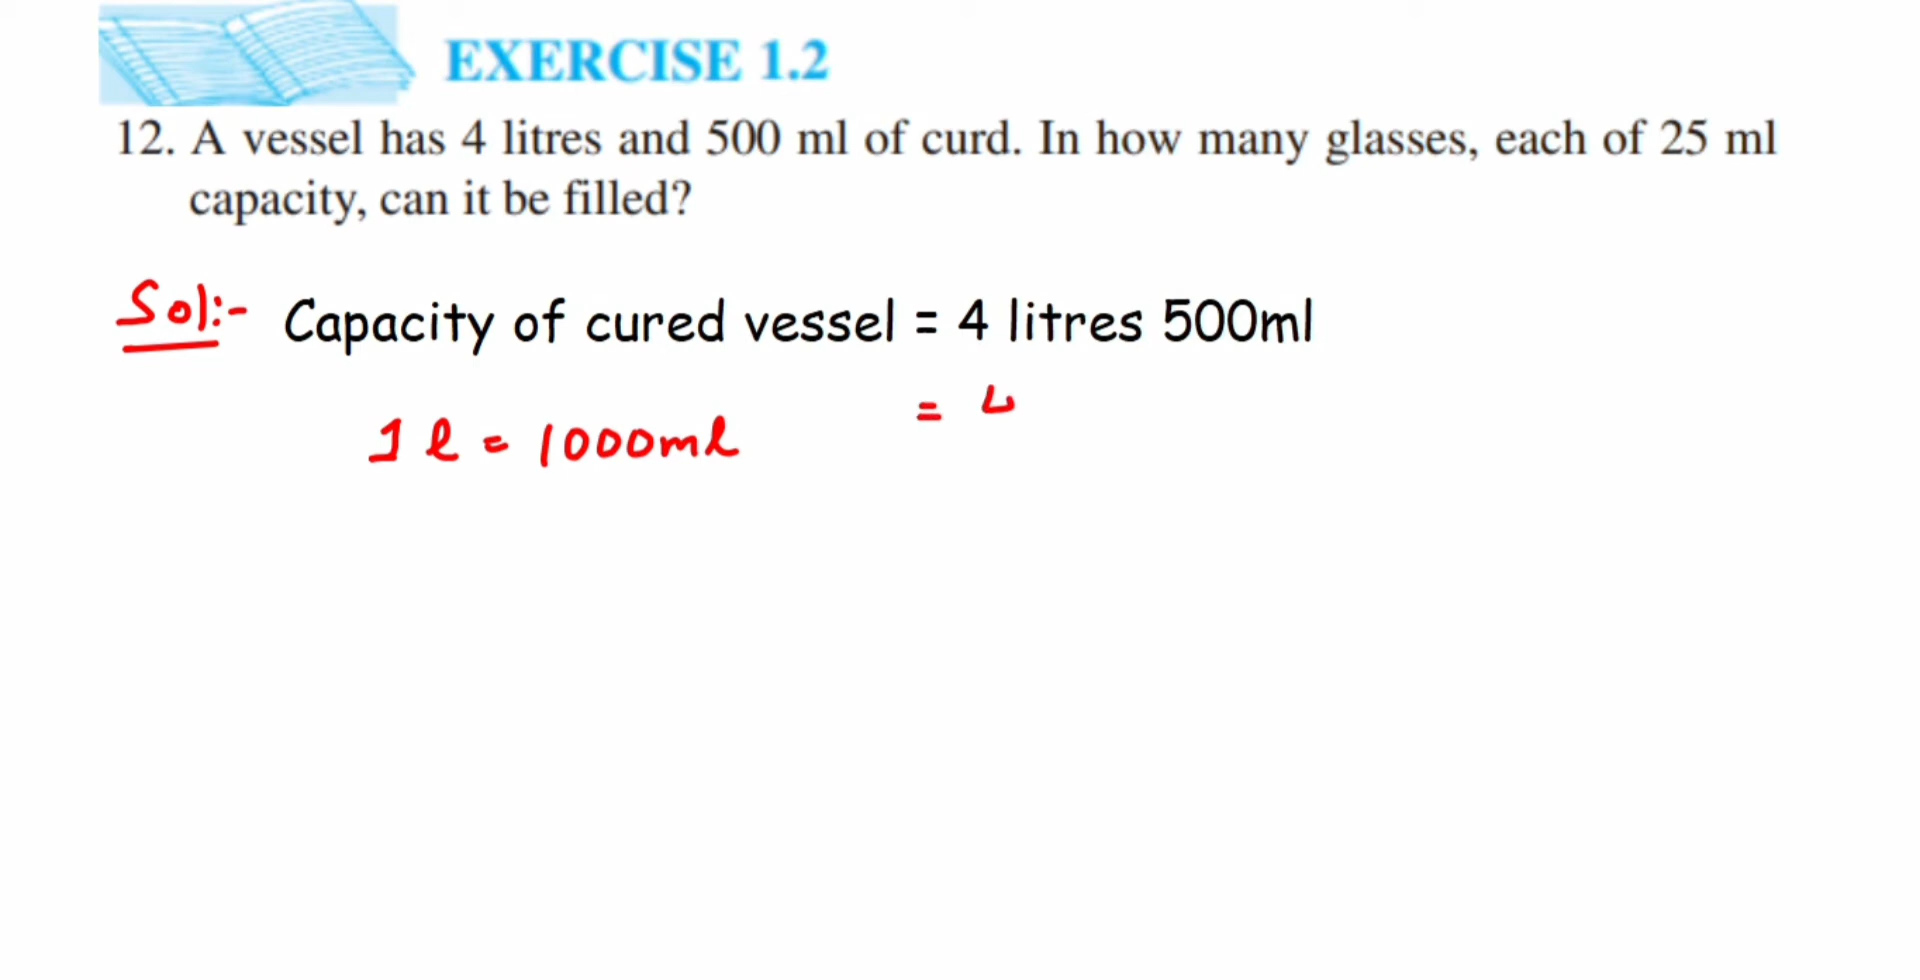 EXERCISE 1.2
12. A vessel has 4 litres and 500 ml of curd. In how many glasses, each of 25 ml
capacity, can it be filled?
Sol:- Capacity of cured vessel = 4 litres 500ml
= 4
1 l = 1000ml